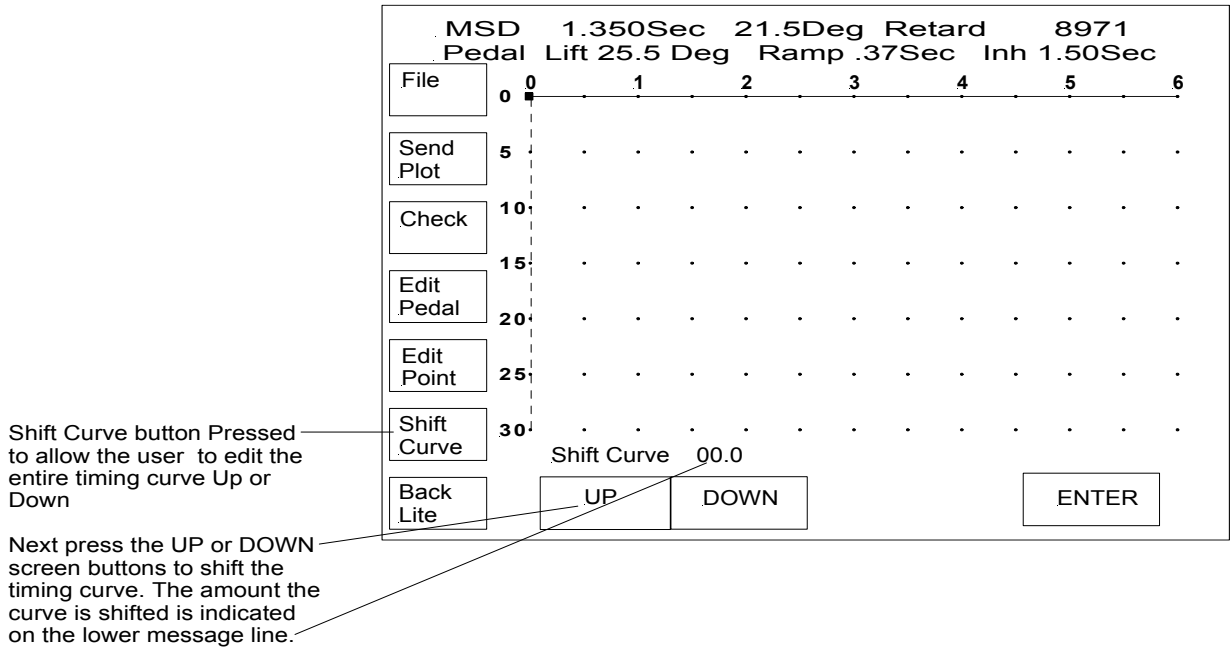 MSD 1.350Sec 21.5Deg Retard 8971
Pedal Lift 25.5 Deg Ramp .37Sec Inh 1.50Sec
File
0 1 2 3 4 5 6
0
Send
Plot
5
10
Check
15
Edit
Pedal
20
Edit
Point
25
Shift
Curve
30
Shift Curve 00.0
Back
Lite
UP DOWN ENTER
Shift Curve button Pressed
to allow the user to edit the
entire timing curve Up or
Down
Next press the UP or DOWN
screen buttons to shift the
timing curve. The amount the
curve is shifted is indicated
on the lower message line.